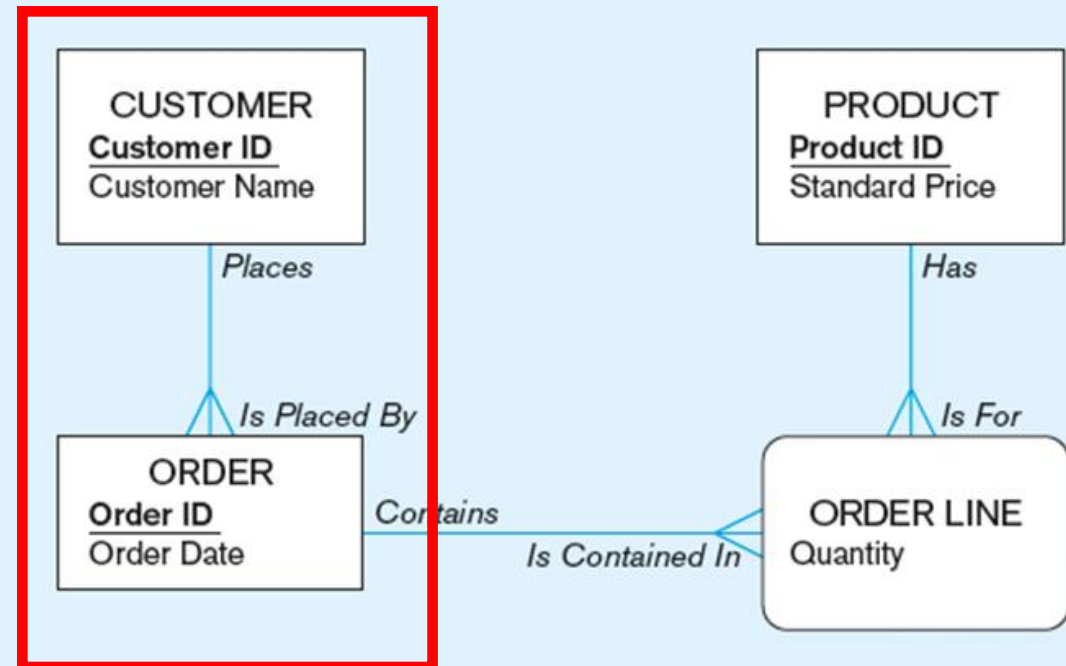 CUSTOMER
Customer ID
Customer Name
Places
Is Placed By
ORDER
Order ID
Order Date
Contains
Is Contained In
PRODUCT
Product ID
Standard Price
Has
Is For
ORDER LINE
Quantity